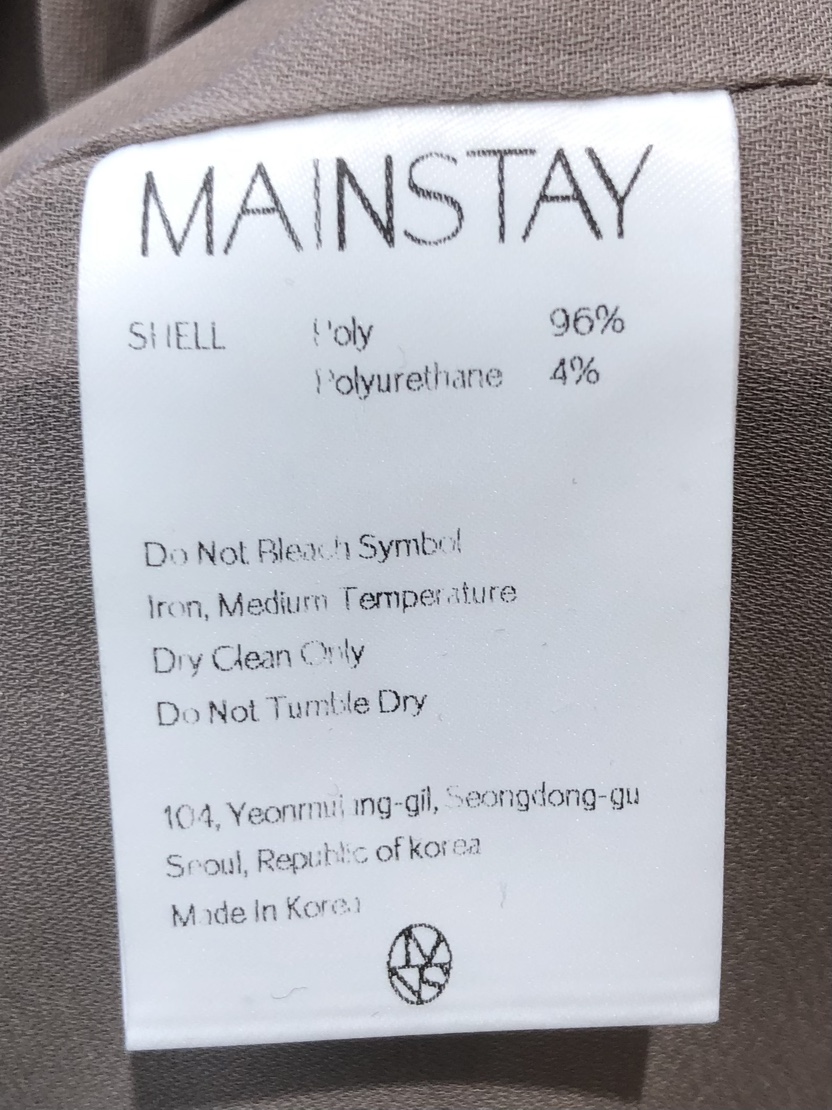 MAINSTAY
SHELL Poly 96%
Polyurethane 4%
Do Not Bleach Symbol
Iron, Medium Temperature
Dry Clean Only
Do Not Tumble Dry
104, Yeonmujang-gil, Seongdong-gu
Seoul, Republic of korea
Made In Korea